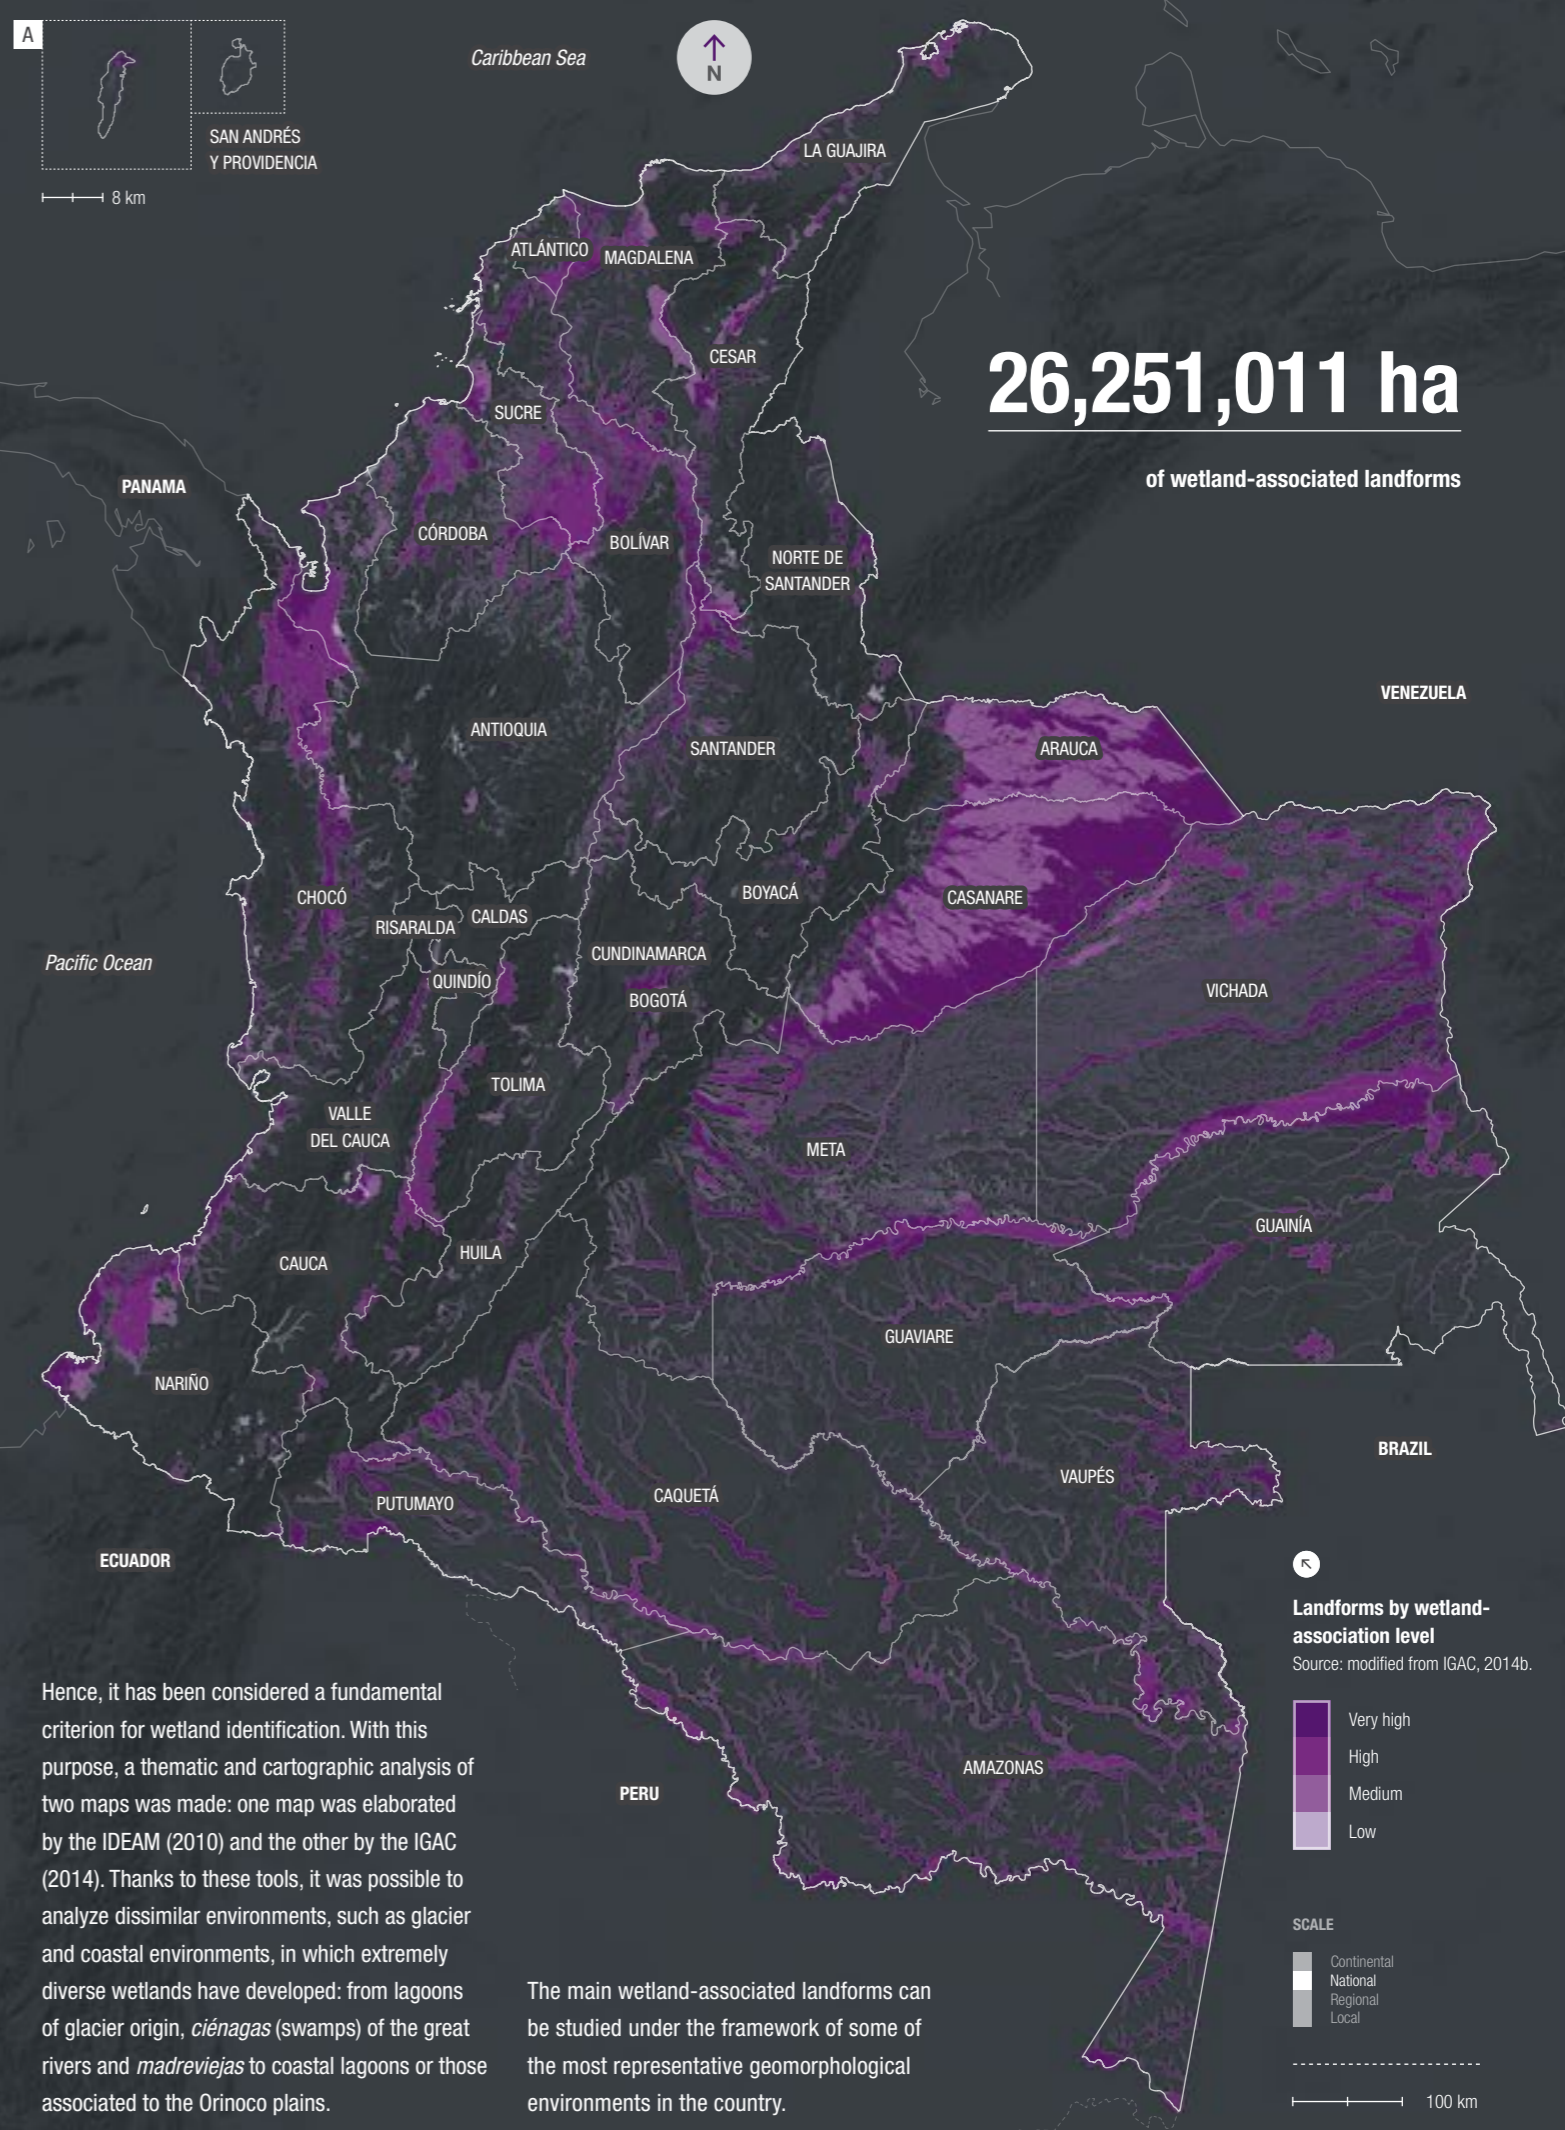 A
Caribbean Sea
N
SAN ANDRÉS
Y PROVIDENCIA
8 km
LA GUAJIRA
ATLÁNTICO
MAGDALENA
CESAR
26,251,011 ha
of wetland-associated landforms
SUCRE
PANAMA
CÓRDOBA
BOLÍVAR
NORTE DE
SANTANDER
VENEZUELA
ANTIOQUIA
SANTANDER
ARAUCA
CHOCÓ
RISARALDA
CALDAS
BOYACÁ
CASANARE
Pacific Ocean
CUNDINAMARCA
QUINDÍO
BOGOTÁ
VICHADA
TOLIMA
VALLE
DEL CAUCA
META
GUAINÍA
CAUCA
HUILA
GUAVIARE
NARIÑO
BRAZIL
VAUPÉS
CAQUETÁ
PUTUMAYO
ECUADOR
PERU
AMAZONAS
Landforms by wetland-
association level
Source: modified from IGAC, 2014b.
Very high
High
Medium
Low
SCALE
Continental
National
Regional
Local
100 km
Hence, it has been considered a fundamental
criterion for wetland identification. With this
purpose, a thematic and cartographic analysis of
two maps was made: one map was elaborated
by the IDEAM (2010) and the other by the IGAC
(2014). Thanks to these tools, it was possible to
analyze dissimilar environments, such as glacier
and coastal environments, in which extremely
diverse wetlands have developed: from lagoons
of glacier origin, ciénagas (swamps) of the great
rivers and madreviejas to coastal lagoons or those
associated to the Orinoco plains.
The main wetland-associated landforms can
be studied under the framework of some of
the most representative geomorphological
environments in the country.